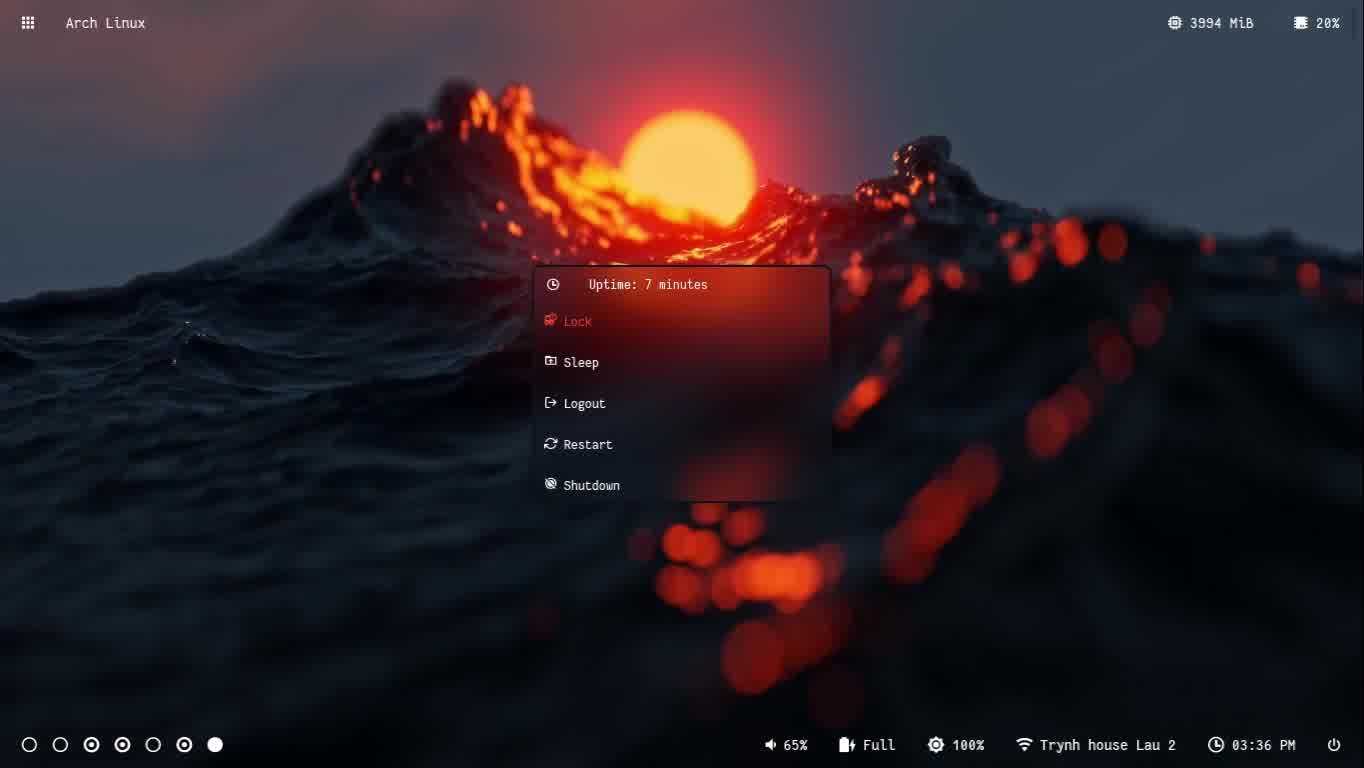 Arch Linux
3994 MiB 20%
Uptime: 7 minutes
Lock
Sleep
Logout
Restart
Shutdown
65% Full 100% Trynh house Lau 2 03:36 PM